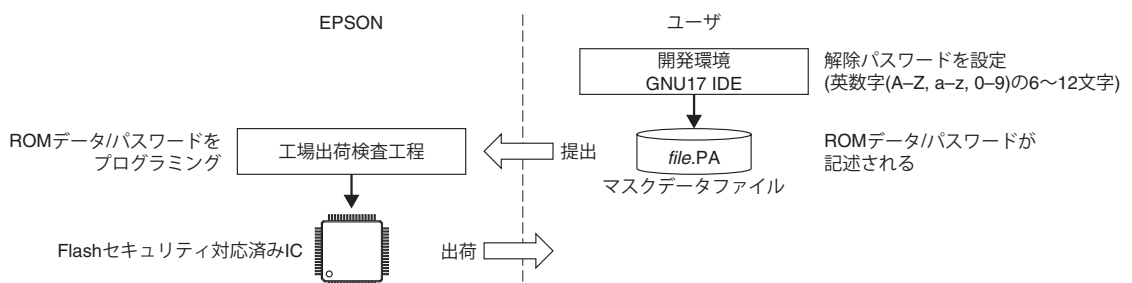 EPSON
ユーザ
開発環境
GNU17 IDE
解除パスワードを設定
(英数字(A–Z, a–z, 0–9)の6～12文字)
ROMデータ/パスワードを
プログラミング
工場出荷検査工程
提出
file.PA
マスクデータファイル
ROMデータ/パスワードが
記述される
Flashセキュリティ対応済みIC
出荷